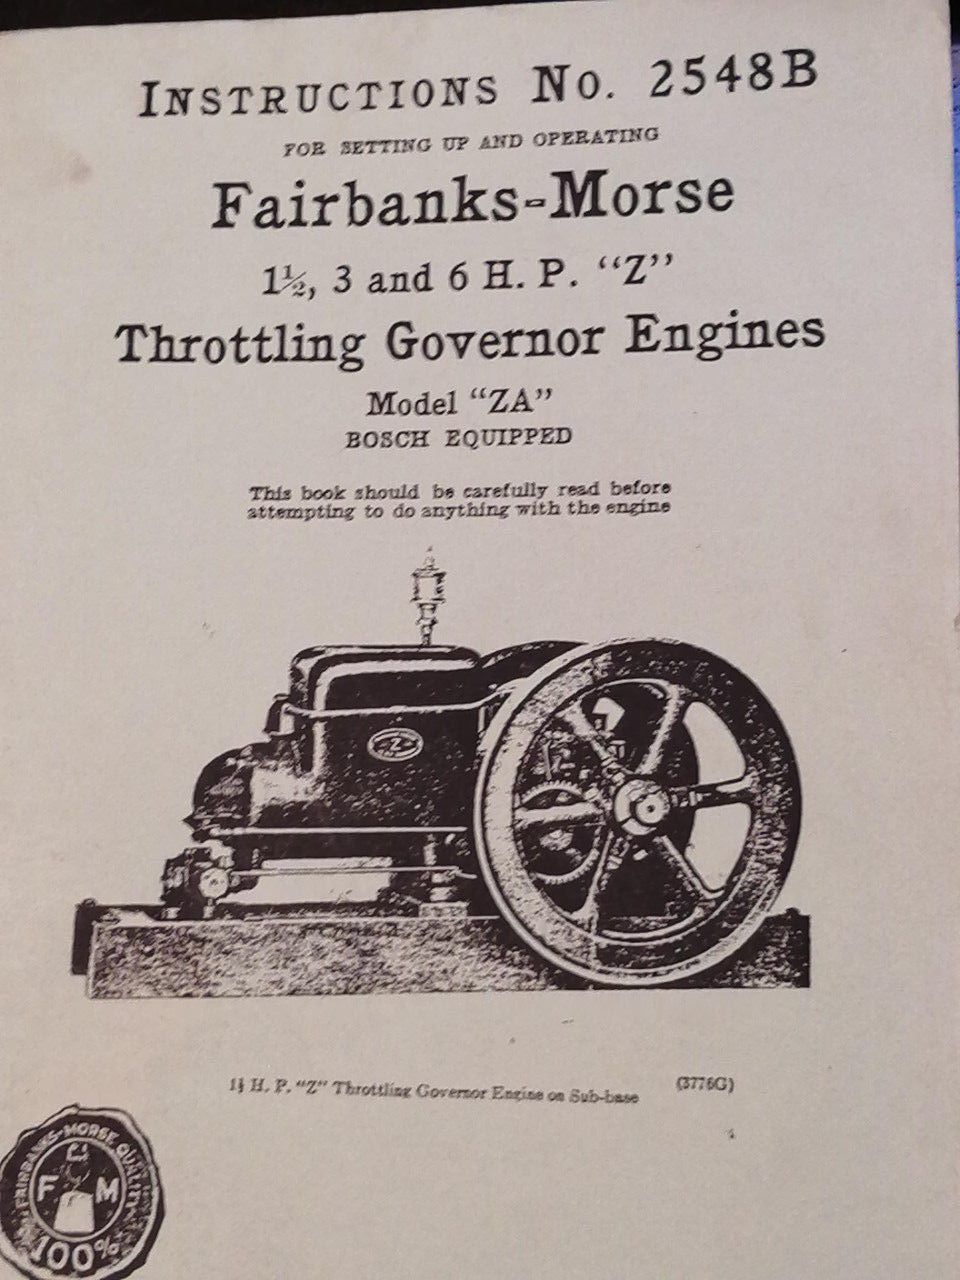 INSTRUCTIONS NO. 2548B
FOR SETTING UP AND OPERATING
Fairbanks-Morse
1½, 3 and 6 H. P. “Z”
Throttling Governor Engines
Model “ZA”
BOSCH EQUIPPED
This book should be carefully read before
attempting to do anything with the engine
Z
1½ H. P. “Z” Throttling Governor Engine on Sub-base (3776G)
FAIRBANKS-MORSE QUALITY
F M
100%